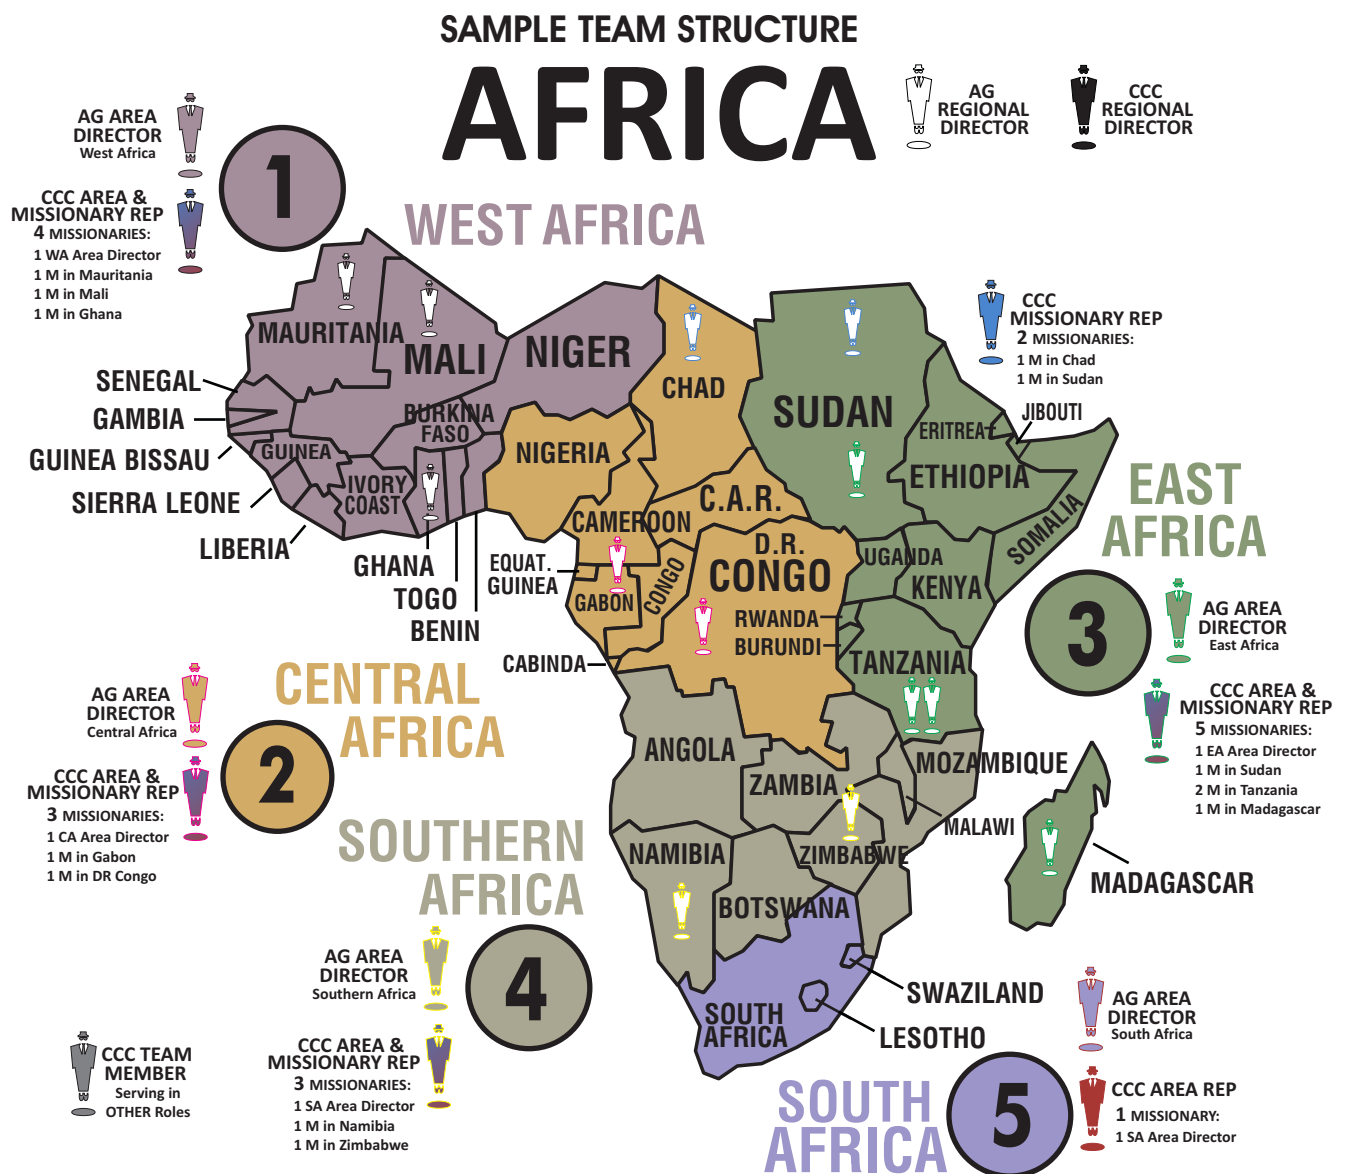 SAMPLE TEAM STRUCTURE
AFRICA
AG
REGIONAL
DIRECTOR
CCC
REGIONAL
DIRECTOR
AG AREA
DIRECTOR
West Africa
1
CCC AREA &
MISSIONARY REP
4 MISSIONARIES:
1 WA Area Director
1 M in Mauritania
1 M in Mali
1 M in Ghana
WEST AFRICA
CCC
MISSIONARY REP
2 MISSIONARIES:
1 M in Chad
1 M in Sudan
MAURITANIA
MALI
NIGER
CHAD
SUDAN
SENEGAL
GAMBIA
GUINEA BISSAU
SIERRA LEONE
LIBERIA
GUINEA
IVORY
COAST
BURKINA
FASO
GHANA
TOGO
BENIN
NIGERIA
CAMEROON
C.A.R.
EQUAT.
GUINEA
GABON
CONGO
D.R.
CONGO
CABINDA
ERITREA
JIBOUTI
ETHIOPIA
SOMALIA
UGANDA
KENYA
RWANDA
BURUNDI
TANZANIA
EAST
AFRICA
3
AG AREA
DIRECTOR
East Africa
CCC AREA &
MISSIONARY REP
5 MISSIONARIES:
1 EA Area Director
1 M in Sudan
2 M in Tanzania
1 M in Madagascar
CENTRAL
AFRICA
AG AREA
DIRECTOR
Central Africa
2
CCC AREA &
MISSIONARY REP
3 MISSIONARIES:
1 CA Area Director
1 M in Gabon
1 M in DR Congo
ANGOLA
ZAMBIA
MOZAMBIQUE
MALAWI
NAMIBIA
ZIMBABWE
BOTSWANA
MADAGASCAR
SOUTHERN
AFRICA
AG AREA
DIRECTOR
Southern Africa
4
CCC AREA &
MISSIONARY REP
3 MISSIONARIES:
1 SA Area Director
1 M in Namibia
1 M in Zimbabwe
CCC TEAM
MEMBER
Serving in
OTHER Roles
SOUTH
AFRICA
SWAZILAND
LESOTHO
SOUTH
AFRICA
5
AG AREA
DIRECTOR
South Africa
CCC AREA REP
1 MISSIONARY:
1 SA Area Director